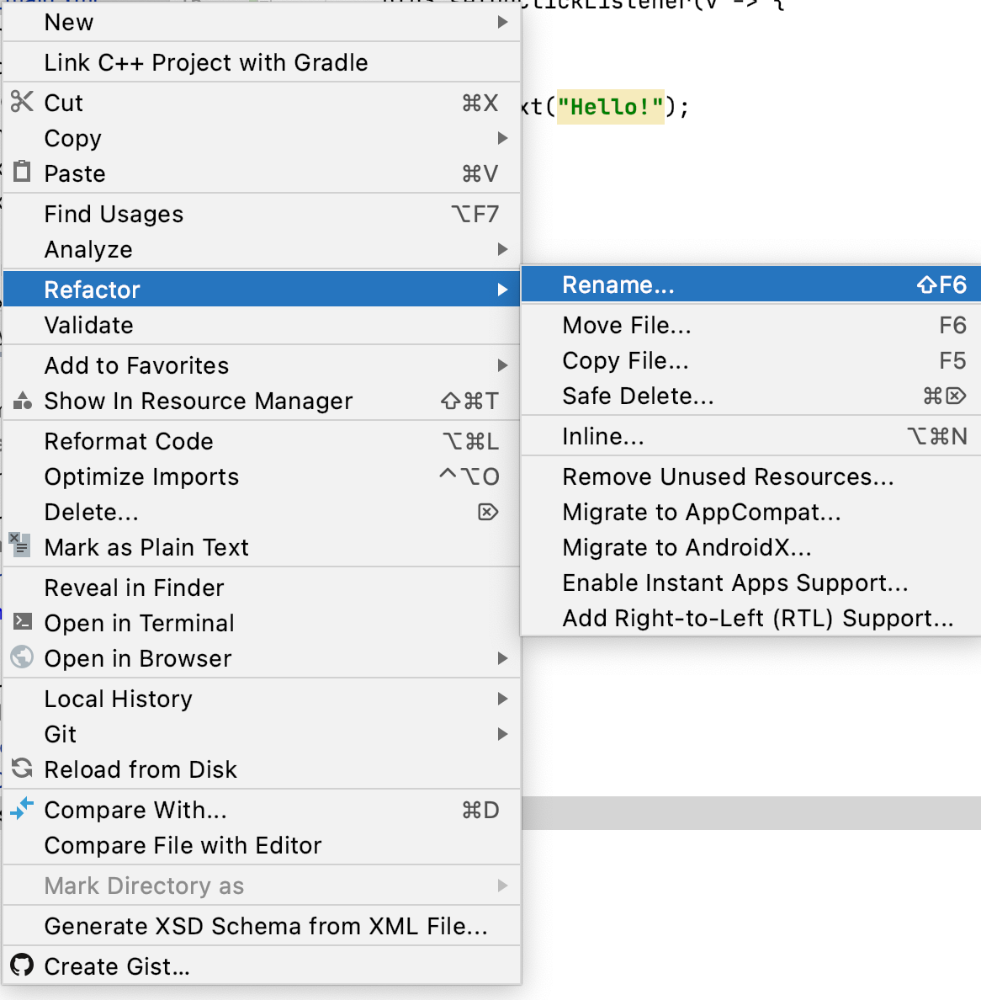 New
Link C++ Project with Gradle
Cut ⌘X
xt("Hello!");
Copy
Paste ⌘V
Find Usages ⌥F7
Analyze
Refactor
Rename... ⇧F6
Validate
Move File... F6
Add to Favorites
Copy File... F5
Show In Resource Manager ⇧⌘T
Safe Delete... ⌘⌦
Reformat Code ⌥⌘L
Inline... ⌥⌘N
Optimize Imports ^⌥O
Remove Unused Resources...
Delete... ⌦
Migrate to AppCompat...
Mark as Plain Text
Migrate to AndroidX...
Reveal in Finder
Enable Instant Apps Support...
Open in Terminal
Add Right-to-Left (RTL) Support...
Open in Browser
Local History
Git
Reload from Disk
Compare With... ⌘D
Compare File with Editor
Mark Directory as
Generate XSD Schema from XML File...
Create Gist...